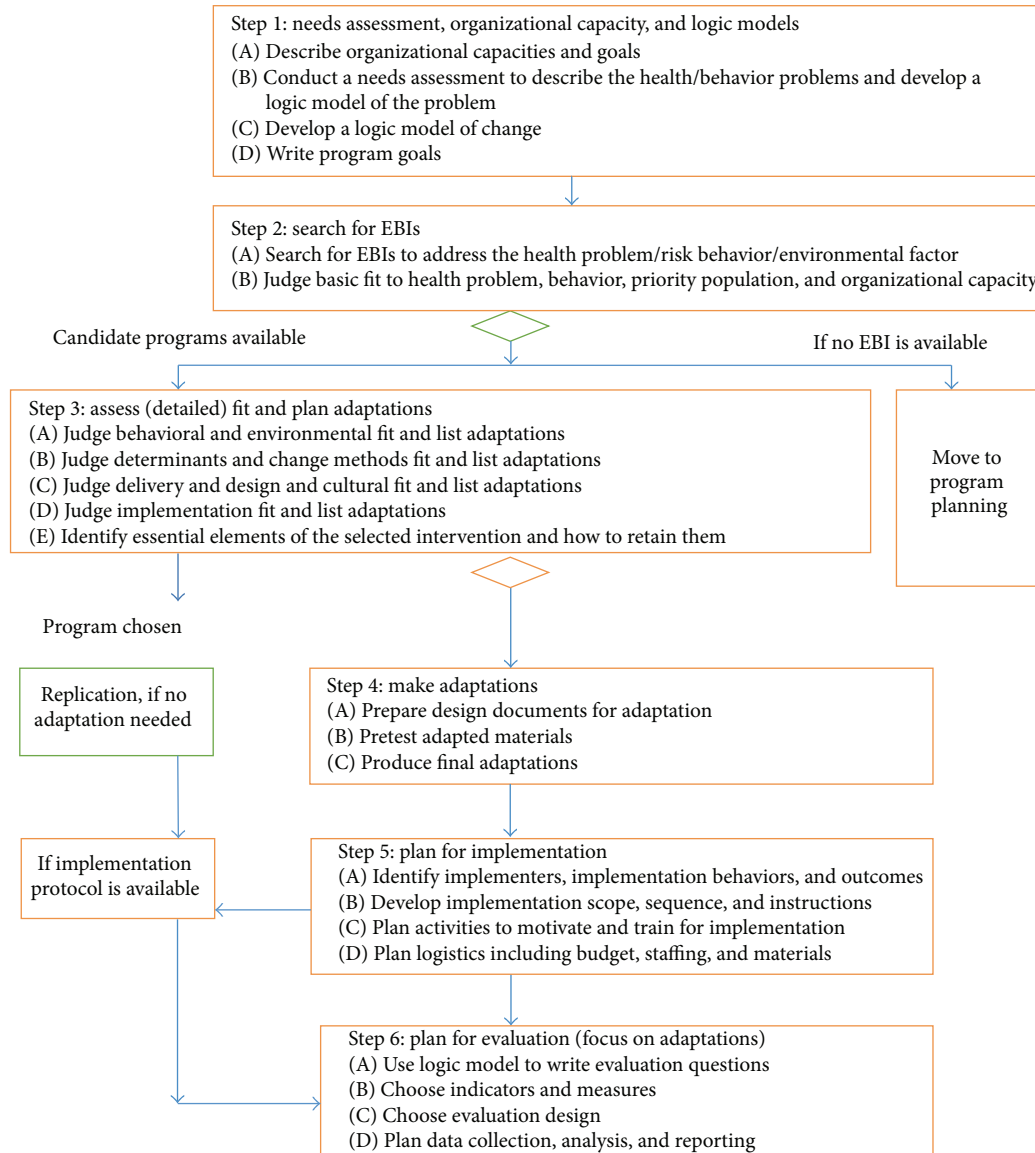 Step 1: needs assessment, organizational capacity, and logic models
(A) Describe organizational capacities and goals
(B) Conduct a needs assessment to describe the health/behavior problems and develop a
logic model of the problem
(C) Develop a logic model of change
(D) Write program goals
Step 2: search for EBIs
(A) Search for EBIs to address the health problem/risk behavior/environmental factor
(B) Judge basic fit to health problem, behavior, priority population, and organizational capacity
Candidate programs available
If no EBI is available
Step 3: assess (detailed) fit and plan adaptations
(A) Judge behavioral and environmental fit and list adaptations
(B) Judge determinants and change methods fit and list adaptations
(C) Judge delivery and design and cultural fit and list adaptations
(D) Judge implementation fit and list adaptations
(E) Identify essential elements of the selected intervention and how to retain them
Move to
program
planning
Program chosen
Replication, if no
adaptation needed
Step 4: make adaptations
(A) Prepare design documents for adaptation
(B) Pretest adapted materials
(C) Produce final adaptations
If implementation
protocol is available
Step 5: plan for implementation
(A) Identify implementers, implementation behaviors, and outcomes
(B) Develop implementation scope, sequence, and instructions
(C) Plan activities to motivate and train for implementation
(D) Plan logistics including budget, staffing, and materials
Step 6: plan for evaluation (focus on adaptations)
(A) Use logic model to write evaluation questions
(B) Choose indicators and measures
(C) Choose evaluation design
(D) Plan data collection, analysis, and reporting